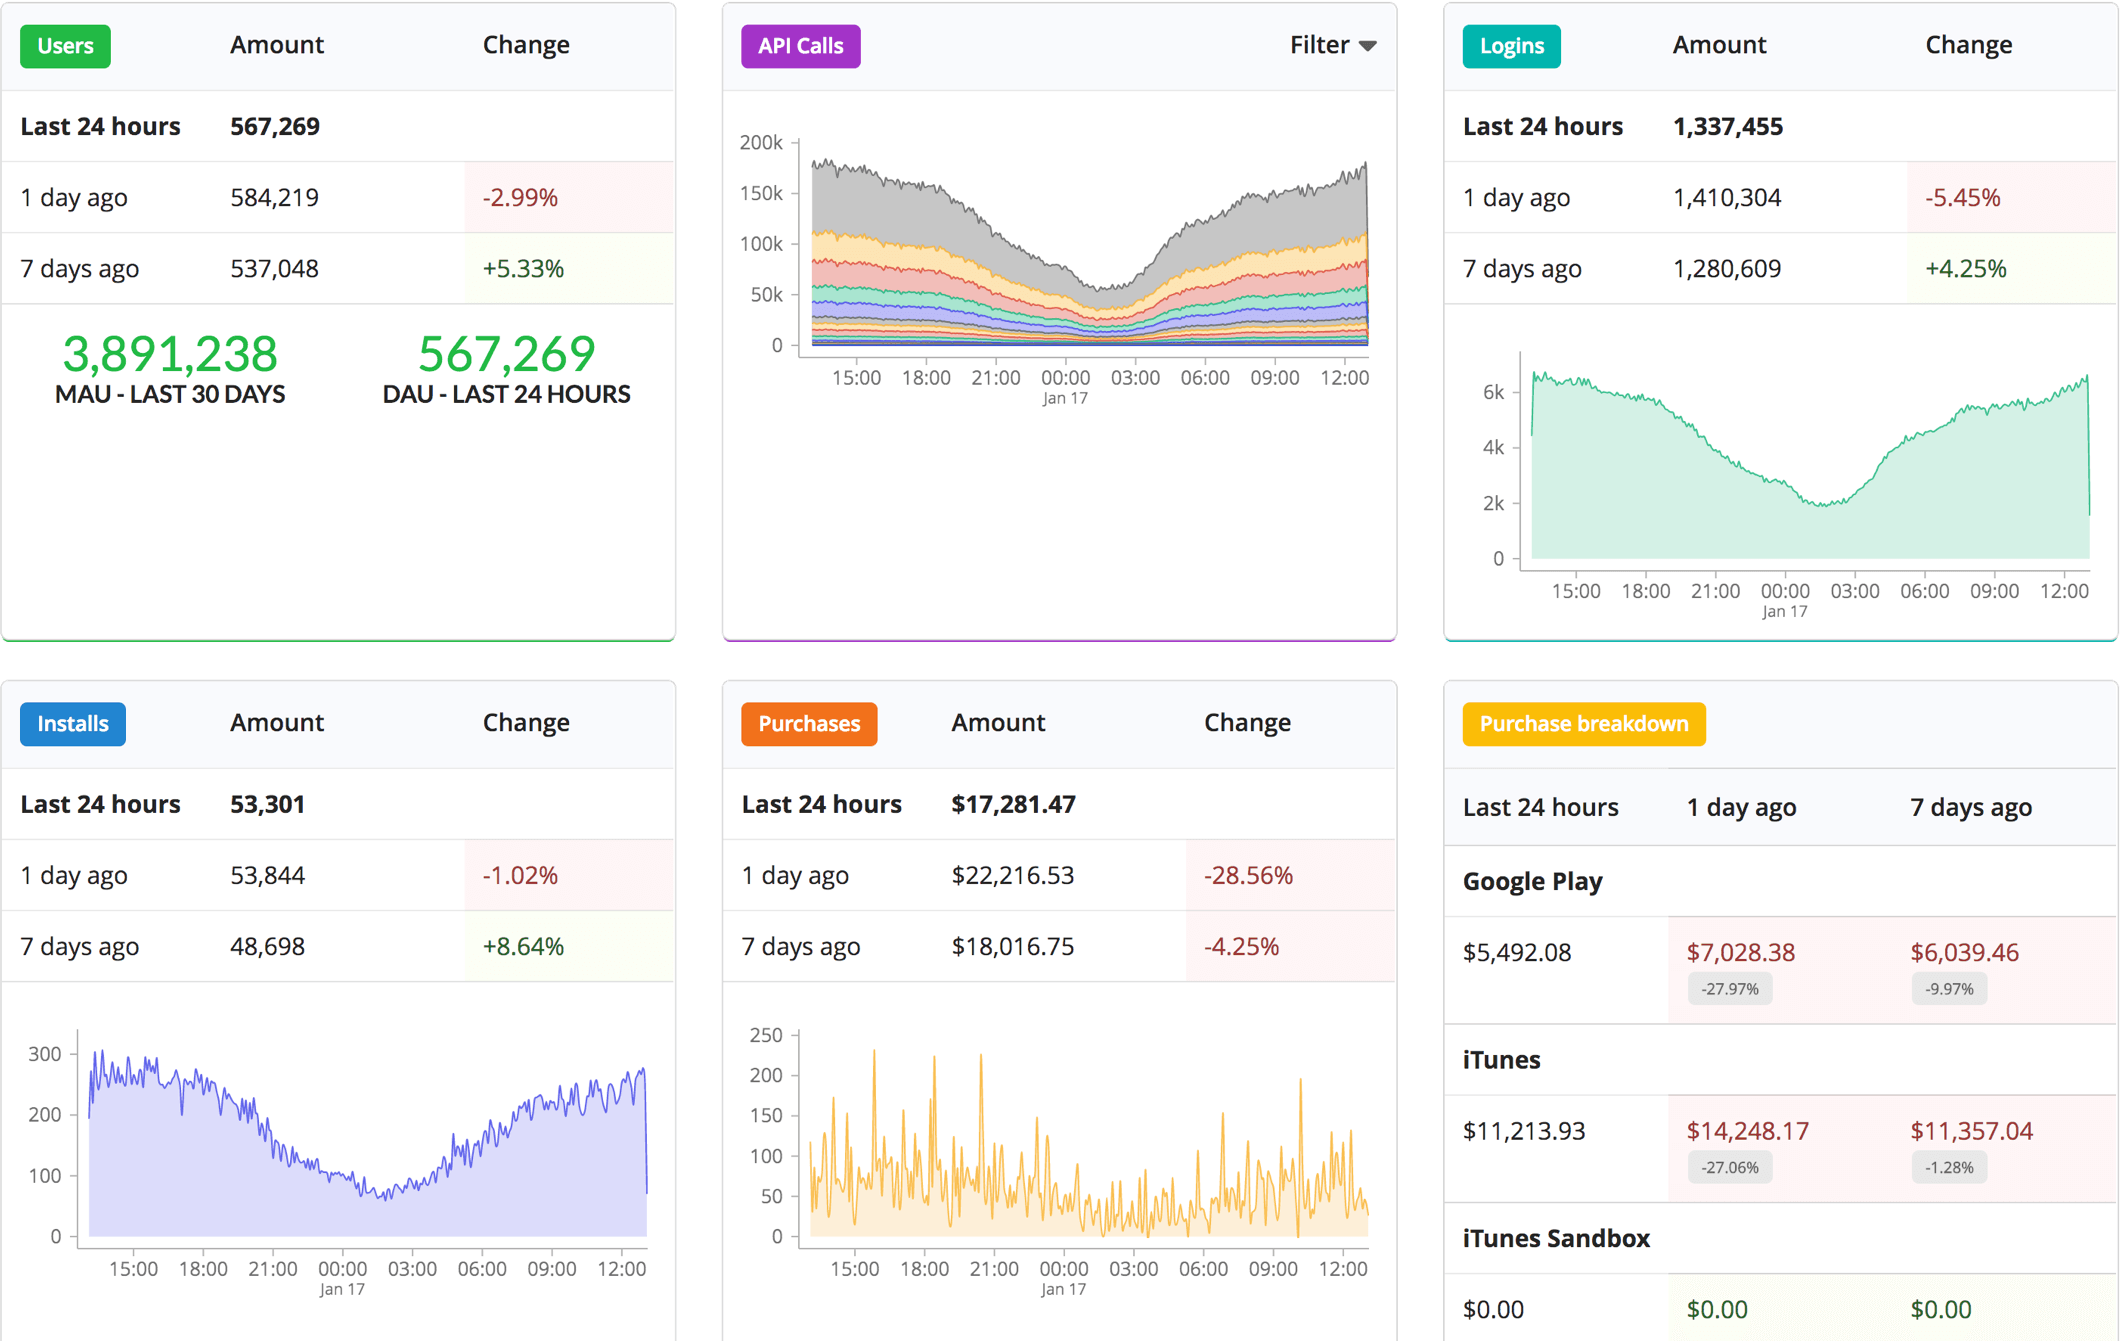 Users Amount Change
Last 24 hours 567,269
1 day ago 584,219 -2.99%
7 days ago 537,048 +5.33%
3,891,238 567,269
MAU - LAST 30 DAYS DAU - LAST 24 HOURS
API Calls Filter
200k
150k
100k
50k
0
15:00 18:00 21:00 00:00 03:00 06:00 09:00 12:00
Jan 17
Logins Amount Change
Last 24 hours 1,337,455
1 day ago 1,410,304 -5.45%
7 days ago 1,280,609 +4.25%
6k
4k
2k
0
15:00 18:00 21:00 00:00 03:00 06:00 09:00 12:00
Jan 17
Installs Amount Change
Last 24 hours 53,301
1 day ago 53,844 -1.02%
7 days ago 48,698 +8.64%
300
200
100
0
15:00 18:00 21:00 00:00 03:00 06:00 09:00 12:00
Jan 17
Purchases Amount Change
Last 24 hours $17,281.47
1 day ago $22,216.53 -28.56%
7 days ago $18,016.75 -4.25%
250
200
150
100
50
0
15:00 18:00 21:00 00:00 03:00 06:00 09:00 12:00
Jan 17
Purchase breakdown
Last 24 hours 1 day ago 7 days ago
Google Play
$5,492.08 $7,028.38 $6,039.46
-27.97% -9.97%
iTunes
$11,213.93 $14,248.17 $11,357.04
-27.06% -1.28%
iTunes Sandbox
$0.00 $0.00 $0.00